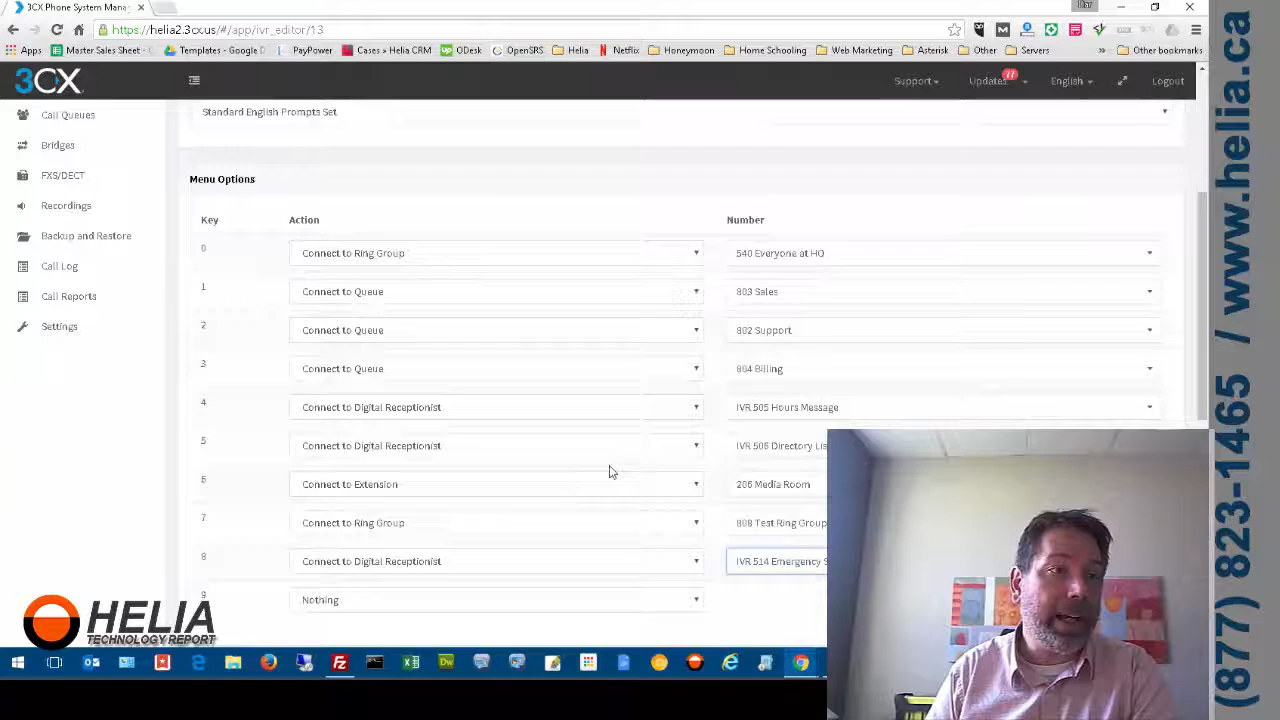 3CX Phone System Mana
https://helia2.3cx.us/#/app/ivr_editor/13
Apps
Master Sales Sheet -
Templates - Google D
PayPower
Cases » Helia CRM
ODesk
OpenSRS
Helia
Netflix
Honeymoon
Home Schooling
Web Marketing
Asterisk
Other
Servers
Other bookmarks
3CX
Support
Updates
English
Logout
Call Queues
Bridges
FXS/DECT
Recordings
Backup and Restore
Call Log
Call Reports
Settings
Standard English Prompts Set
Menu Options
Key Action Number
0 Connect to Ring Group 540 Everyone at HQ
1 Connect to Queue 803 Sales
2 Connect to Queue 802 Support
3 Connect to Queue 804 Billing
4 Connect to Digital Receptionist IVR 505 Hours Message
5 Connect to Digital Receptionist IVR 506 Directory Lis
6 Connect to Extension 206 Media Room
7 Connect to Ring Group 808 Test Ring Group
8 Connect to Digital Receptionist IVR 514 Emergency S
9 Nothing
HELIA
TECHNOLOGY REPORT
(877) 823-1465 / www.helia.ca